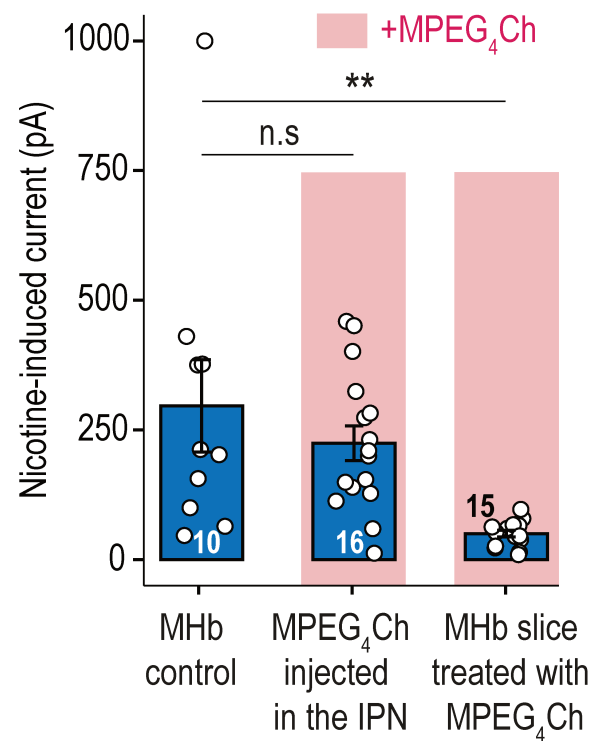 +MPEG₄Ch
1000
**
n.s
750
500
250
0
Nicotine-induced current (pA)
10
16
15
MHb
control
MPEG₄Ch
injected
in the IPN
MHb slice
treated with
MPEG₄Ch